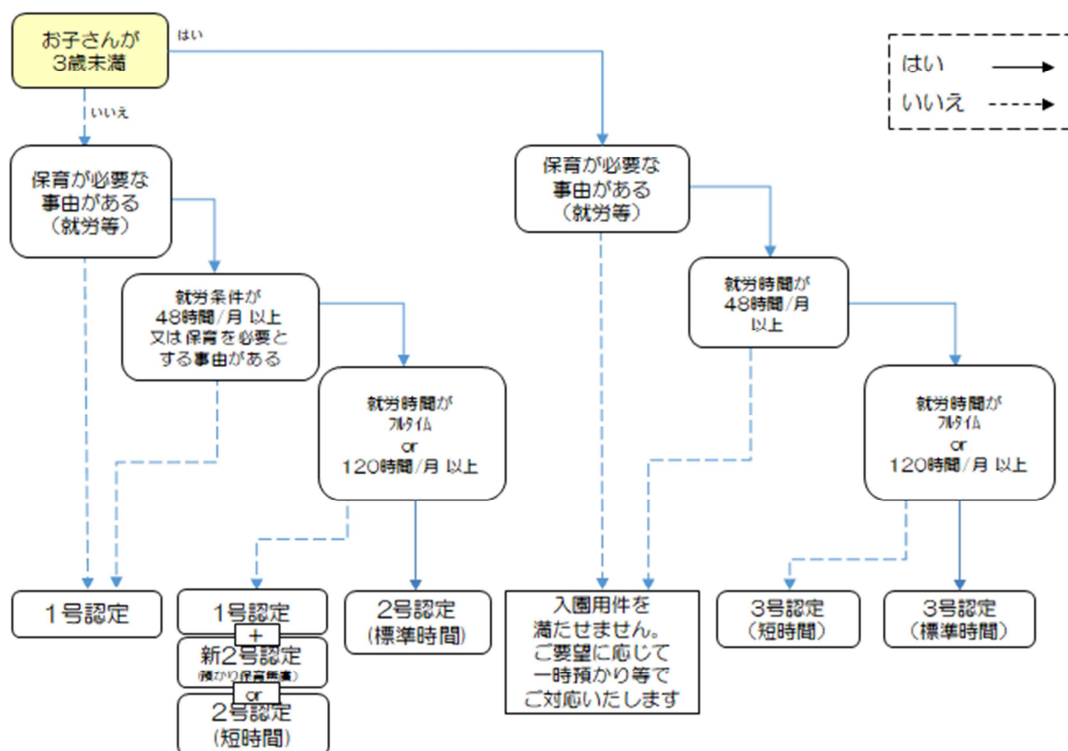 お子さんが
3歳未満
はい
いいえ
はい
いいえ
保育が必要な
事由がある
（就労等）
保育が必要な
事由がある
（就労等）
就労条件が
48時間/月 以上
又は保育を必要と
する事由がある
就労時間が
48時間/月
以上
就労時間が
フルタイム
or
120時間/月 以上
就労時間が
フルタイム
or
120時間/月 以上
1号認定
1号認定
+
新2号認定
(預かり保育無償)
or
2号認定
(短時間)
2号認定
(標準時間)
入園用件を
満たせません。
ご要望に応じて
一時預かり等で
ご対応いたします
3号認定
（短時間）
3号認定
(標準時間)